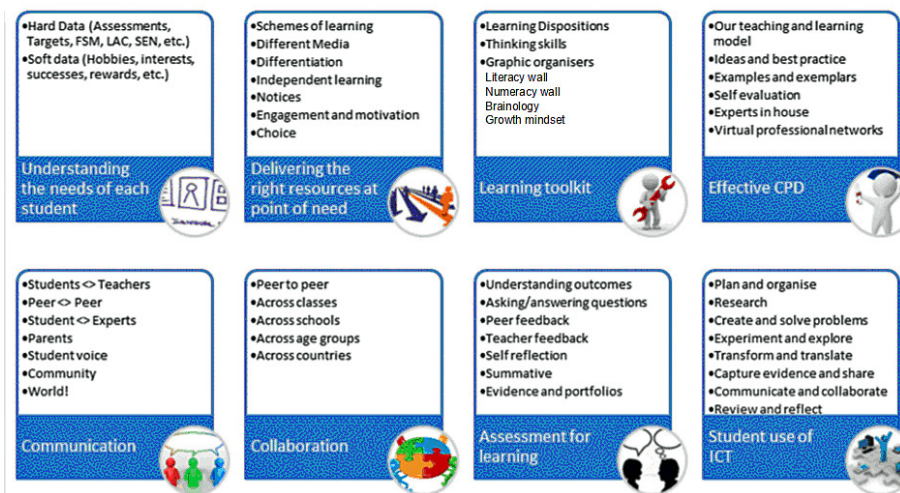 •Hard Data (Assessments,
Targets, FSM, LAC, SEN, etc.)
•Soft data (Hobbies, interests,
successes, rewards, etc.)
Understanding
the needs of each
student
•Schemes of learning
•Different Media
•Differentiation
•Independent learning
•Notices
•Engagement and motivation
•Choice
Delivering the
right resources at
point of need
•Learning Dispositions
•Thinking skills
•Graphic organisers
Literacy wall
Numeracy wall
Brainology
Growth mindset
Learning toolkit
•Our teaching and learning
model
•Ideas and best practice
•Examples and exemplars
•Self evaluation
•Experts in house
•Virtual professional networks
Effective CPD
•Students <> Teachers
•Peer <> Peer
•Student <> Experts
•Parents
•Student voice
•Community
•World!
Communication
•Peer to peer
•Across classes
•Across schools
•Across age groups
•Across countries
Collaboration
•Understanding outcomes
•Asking/answering questions
•Peer feedback
•Teacher feedback
•Self reflection
•Summative
•Evidence and portfolios
Assessment for
learning
•Plan and organise
•Research
•Create and solve problems
•Experiment and explore
•Transform and translate
•Capture evidence and share
•Communicate and collaborate
•Review and reflect
Student use of
ICT